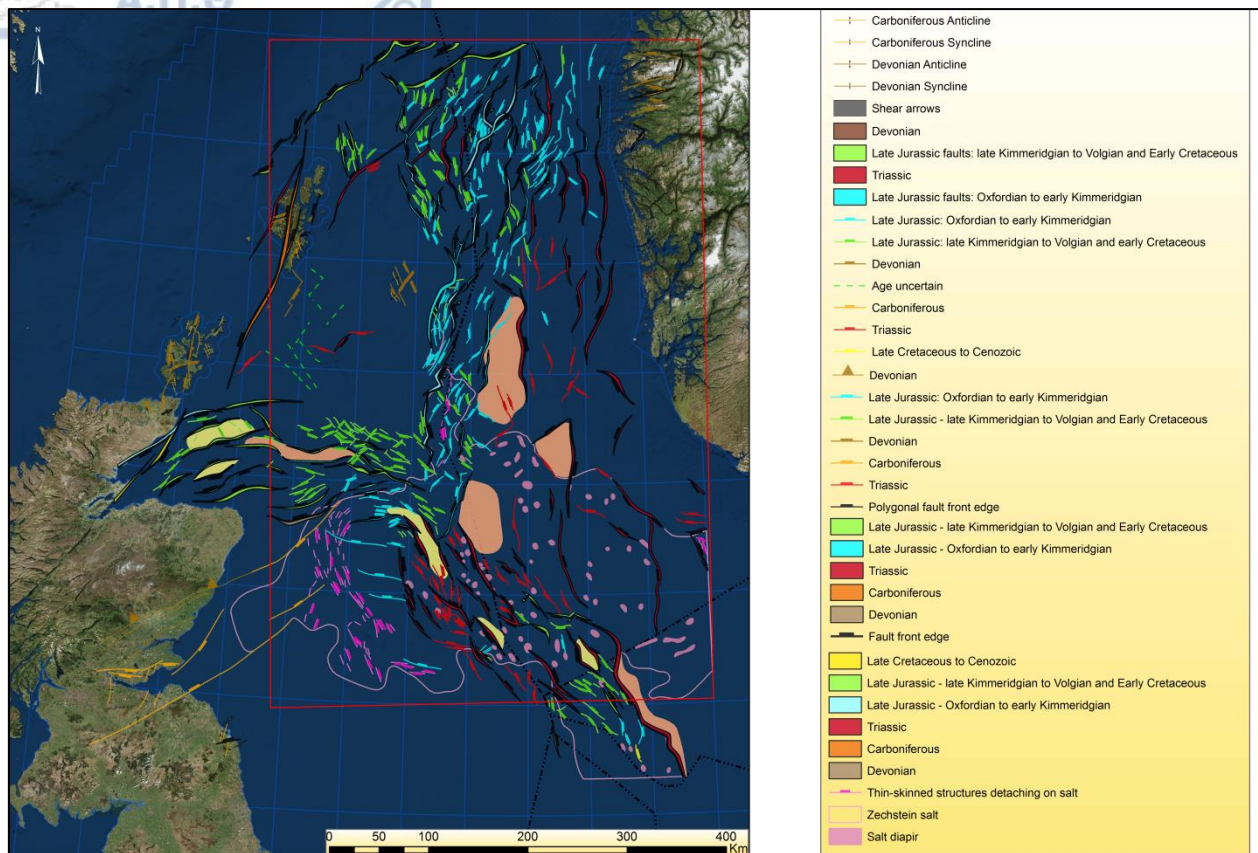 N
Carboniferous Anticline
Carboniferous Syncline
Devonian Anticline
Devonian Syncline
Shear arrows
Devonian
Late Jurassic faults: late Kimmeridgian to Volgian and Early Cretaceous
Triassic
Late Jurassic faults: Oxfordian to early Kimmeridgian
Late Jurassic: Oxfordian to early Kimmeridgian
Late Jurassic: late Kimmeridgian to Volgian and early Cretaceous
Devonian
Age uncertain
Carboniferous
Triassic
Late Cretaceous to Cenozoic
Devonian
Late Jurassic: Oxfordian to early Kimmeridgian
Late Jurassic - late Kimmeridgian to Volgian and Early Cretaceous
Devonian
Carboniferous
Triassic
Polygonal fault front edge
Late Jurassic - late Kimmeridgian to Volgian and Early Cretaceous
Late Jurassic - Oxfordian to early Kimmeridgian
Triassic
Carboniferous
Devonian
Fault front edge
Late Cretaceous to Cenozoic
Late Jurassic - late Kimmeridgian to Volgian and Early Cretaceous
Late Jurassic - Oxfordian to early Kimmeridgian
Triassic
Carboniferous
Devonian
Thin-skinned structures detaching on salt
Zechstein salt
Salt diapir
0 50 100 200 300 400
Km